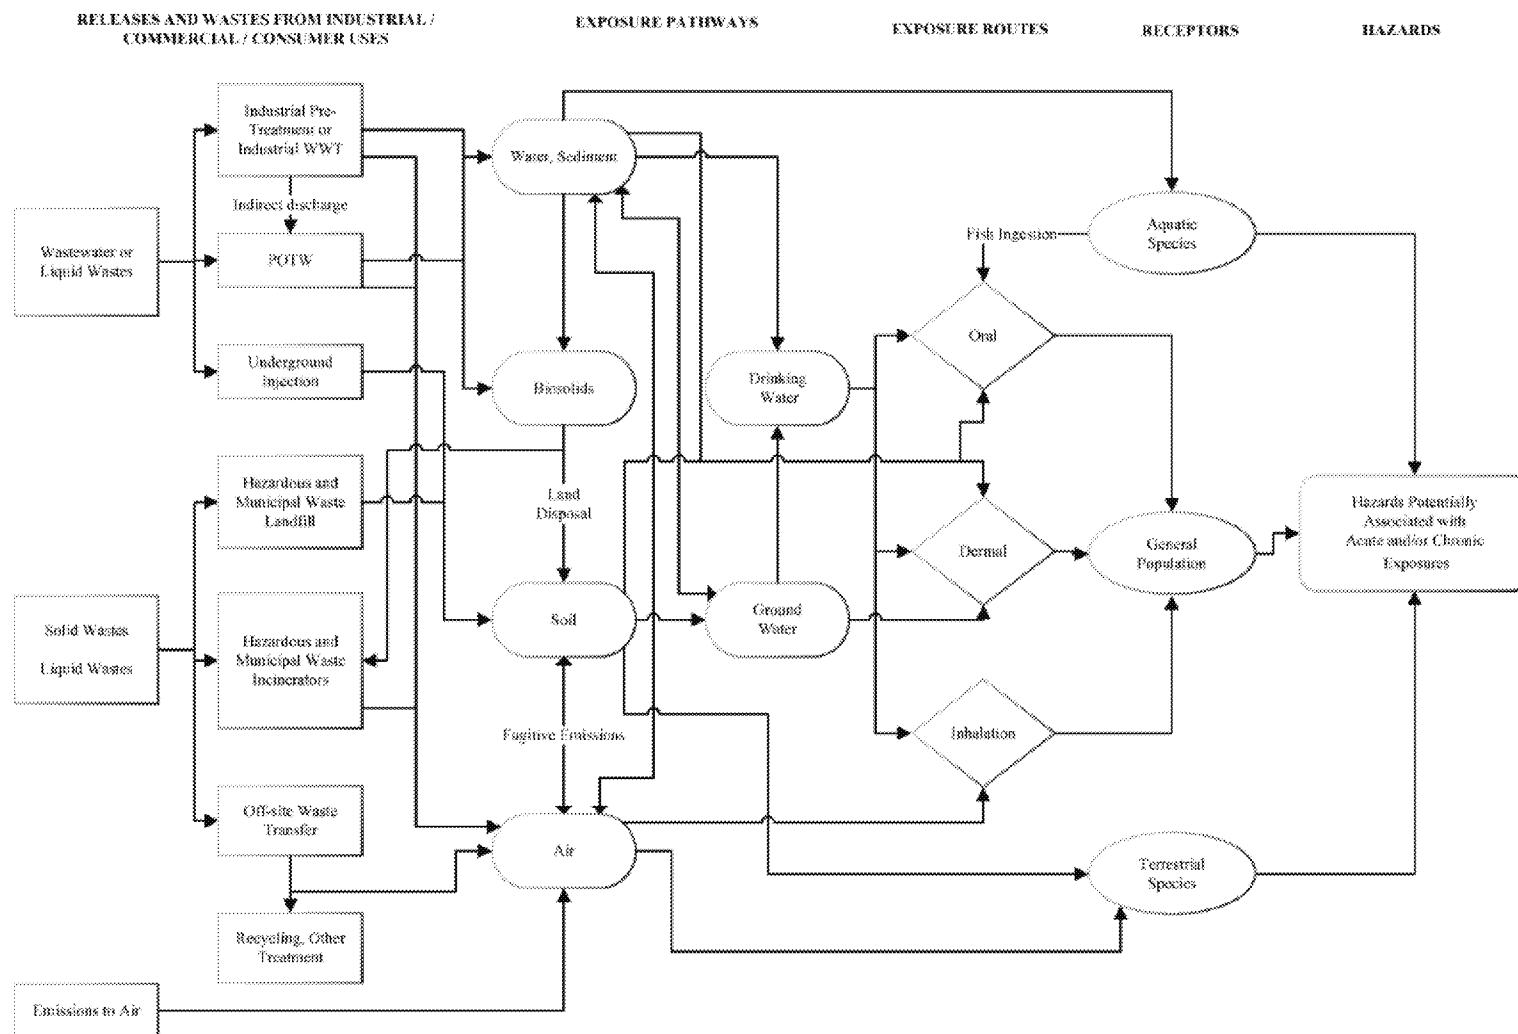 RELEASES AND WASTES FROM INDUSTRIAL /
COMMERCIAL / CONSUMER USES
EXPOSURE PATHWAYS
EXPOSURE ROUTES
RECEPTORS
HAZARDS
Industrial Pre-
Treatment or
Industrial WWT
Indirect discharge
Wastewater or
Liquid Wastes
POTW
Underground
Injection
Hazardous and
Municipal Waste
Landfill
Solid Wastes
Liquid Wastes
Hazardous and
Municipal Waste
Incinerators
Off-site Waste
Transfer
Recycling, Other
Treatment
Emissions to Air
Water, Sediment
Biosolids
Land
Disposal
Soil
Fugitive Emissions
Air
Drinking
Water
Ground
Water
Fish Ingestion
Oral
Dermal
Inhalation
Aquatic
Species
General
Population
Terrestrial
Species
Hazards Potentially
Associated with
Acute and/or Chronic
Exposures